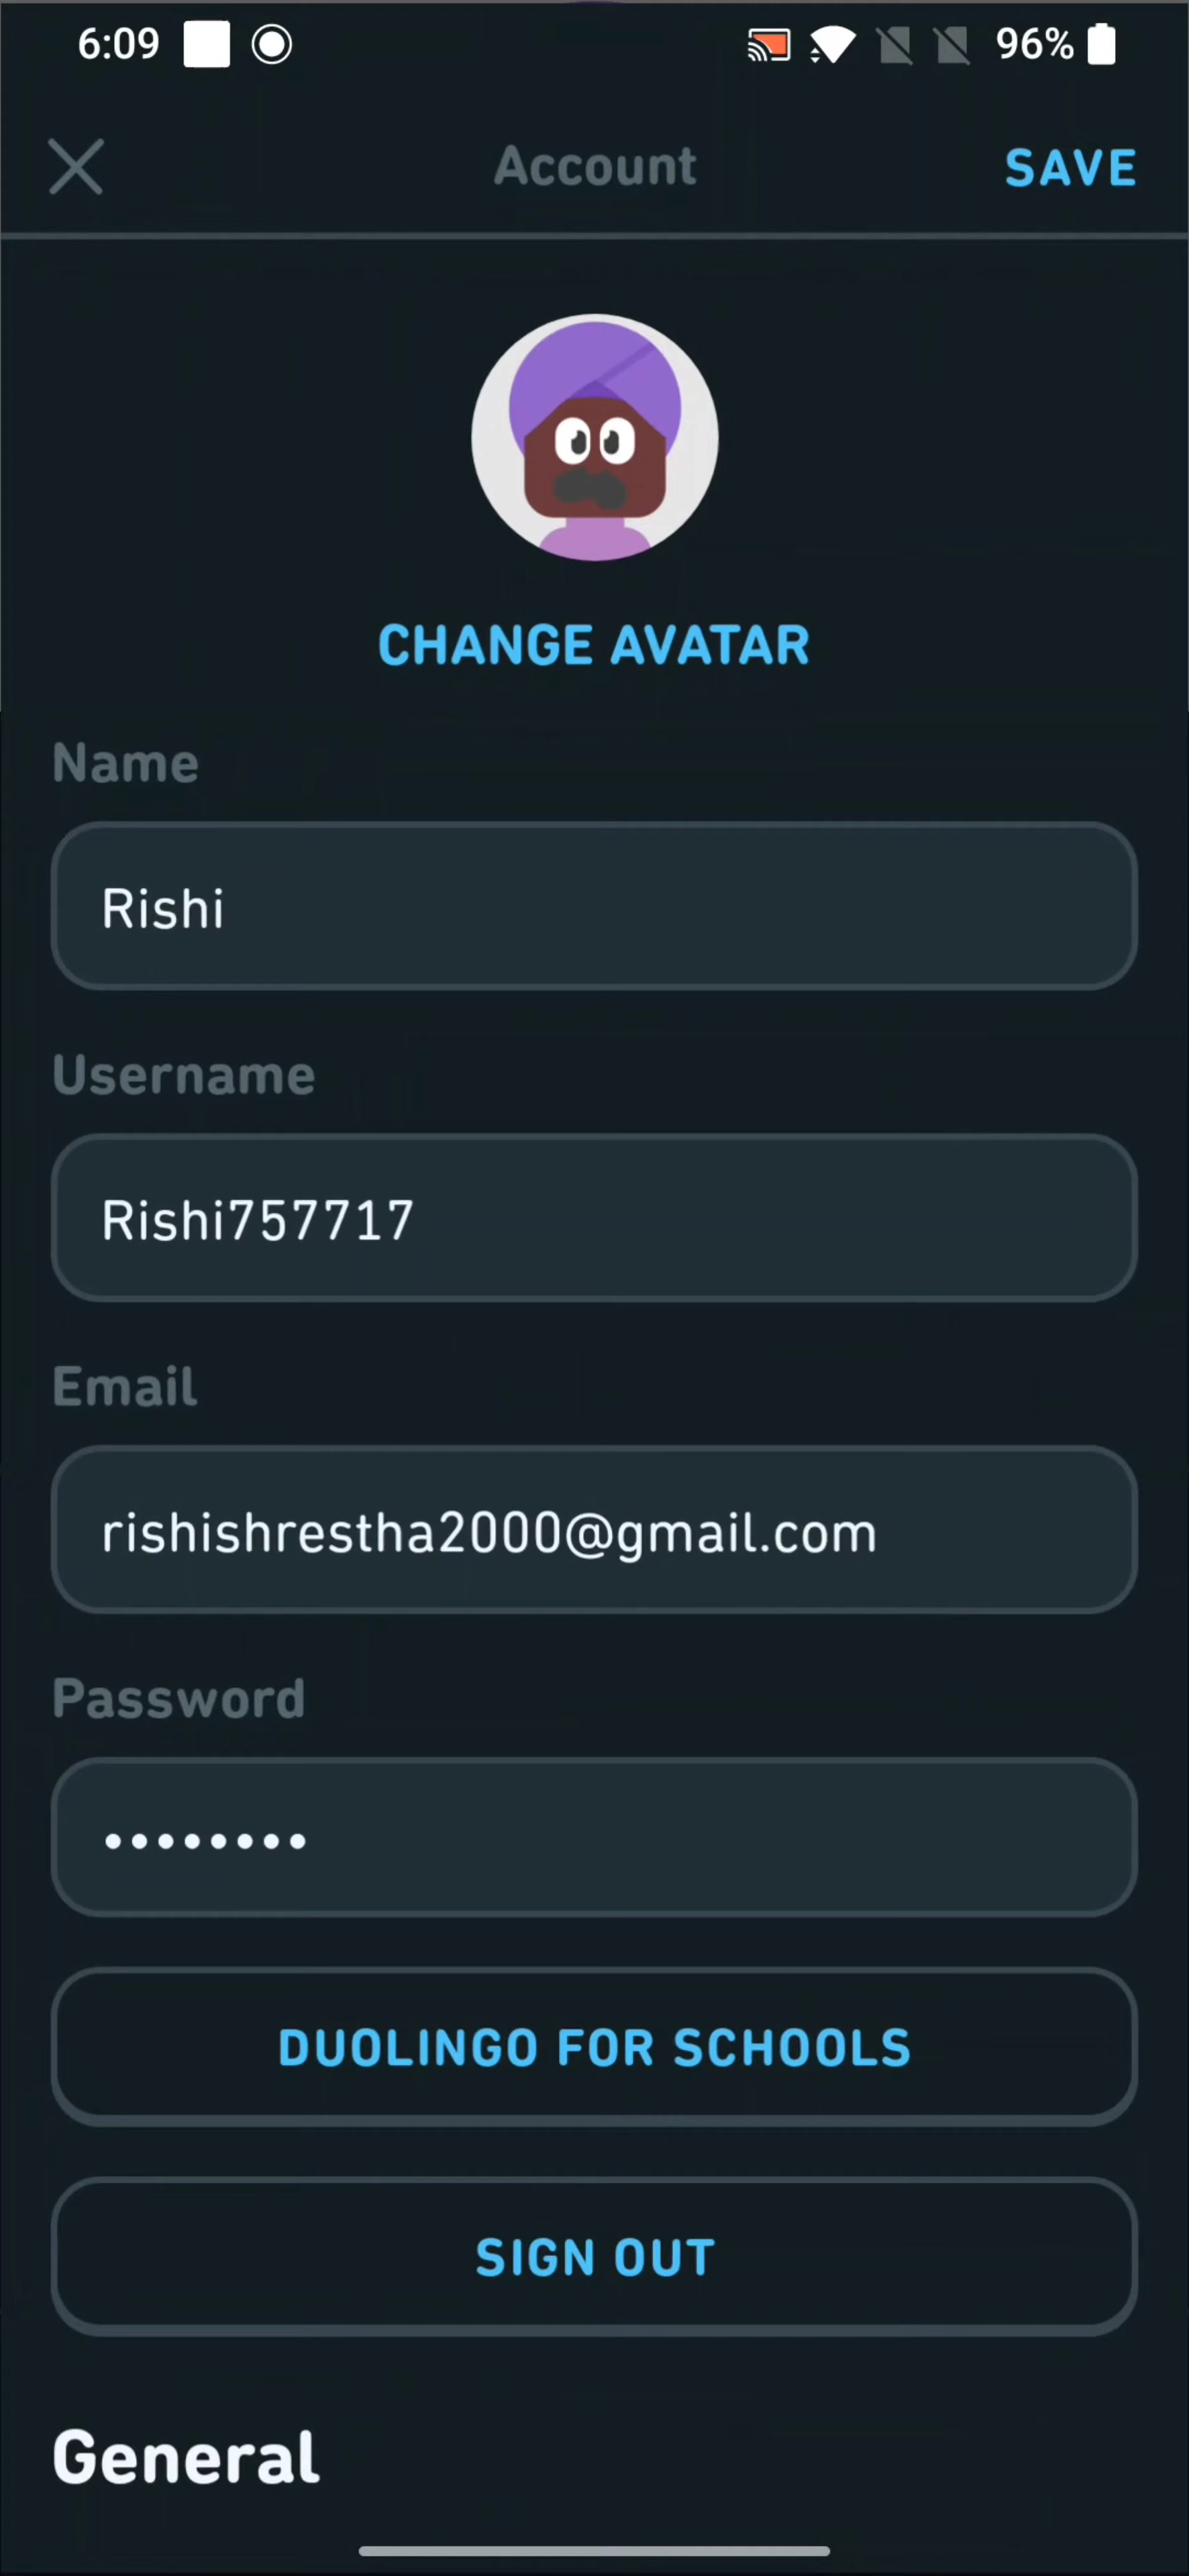 6:09 96%
Account SAVE
CHANGE AVATAR
Name
Rishi
Username
Rishi757717
Email
rishishrestha2000@gmail.com
Password
••••••••
DUOLINGO FOR SCHOOLS
SIGN OUT
General